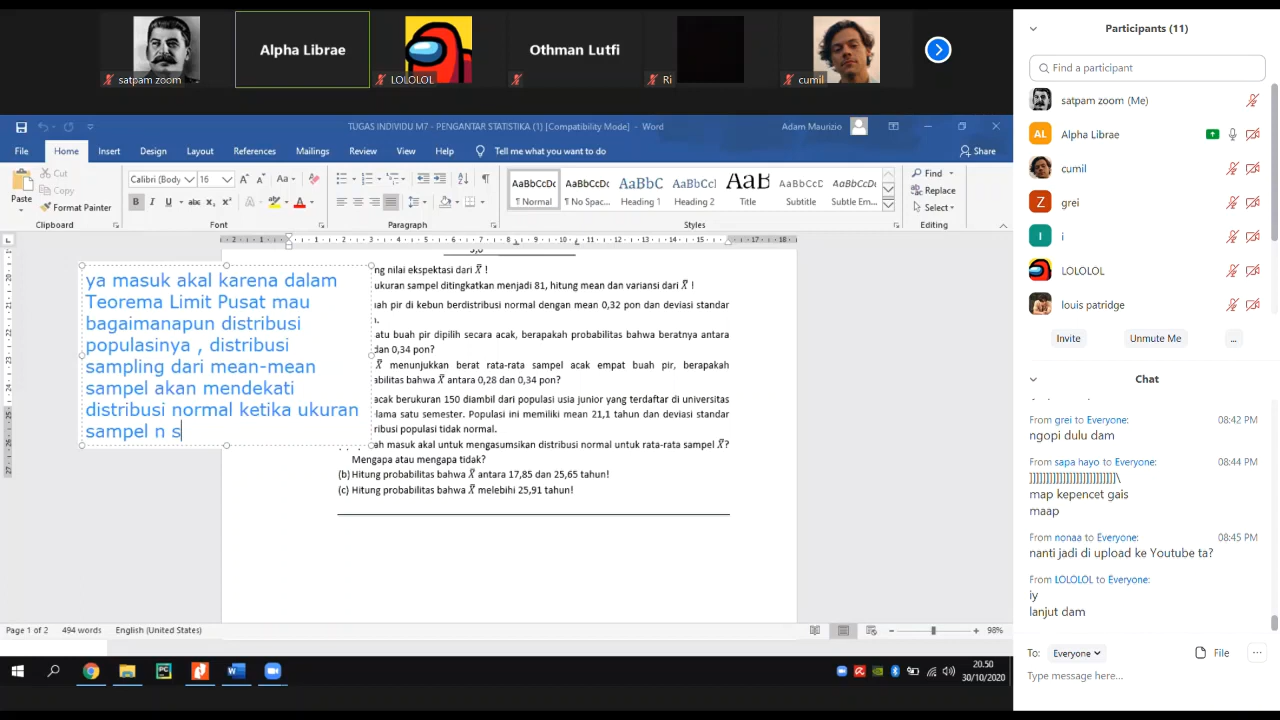 satpam zoom
Alpha Librae
LOLOLOL
Othman Lutfi
Ri
cumil
TUGAS INDIVIDU M7 - PENGANTAR STATISTIKA (1) [Compatibility Mode] - Word
Adam Maurizio
File Home Insert Design Layout References Mailings Review View Help Tell me what you want to do Share
Paste
Cut
Copy
Format Painter
Clipboard
Calibri (Body) 16
Font
Paragraph
AaBbCcDc ¶ Normal
AaBbCcDc ¶ No Spac...
AaBbC Heading 1
AaBbCcI Heading 2
AaB Title
AaBbCcD Subtitle
AaBbCcDc Subtle Em...
Styles
Find
Replace
Select
Editing
ng nilai ekspektasi dari X̅ !
ukuran sampel ditingkatkan menjadi 81, hitung mean dan variansi dari X̅ !
ah pir di kebun berdistribusi normal dengan mean 0,32 pon dan deviasi standar
atu buah pir dipilih secara acak, berapakah probabilitas bahwa beratnya antara
dan 0,34 pon?
X̅ menunjukkan berat rata-rata sampel acak empat buah pir, berapakah
abilitas bahwa X̅ antara 0,28 dan 0,34 pon?
acak berukuran 150 diambil dari populasi usia junior yang terdaftar di universitas
lama satu semester. Populasi ini memiliki mean 21,1 tahun dan deviasi standar
ribusi populasi tidak normal.
ah masuk akal untuk mengasumsikan distribusi normal untuk rata-rata sampel X̅?
Mengapa atau mengapa tidak?
(b) Hitung probabilitas bahwa X̅ antara 17,85 dan 25,65 tahun!
(c) Hitung probabilitas bahwa X̅ melebihi 25,91 tahun!
ya masuk akal karena dalam
Teorema Limit Pusat mau
bagaimanapun distribusi
populasinya , distribusi
sampling dari mean-mean
sampel akan mendekati
distribusi normal ketika ukuran
sampel n s
Page 1 of 2 494 words English (United States)
98%
20.50
30/10/2020
Participants (11)
Find a participant
satpam zoom (Me)
AL Alpha Librae
cumil
Z grei
I i
LOLOLOL
louis patridge
Invite Unmute Me ...
Chat
From grei to Everyone: 08:42 PM
ngopi dulu dam
From sapa hayo to Everyone: 08:44 PM
]]]]]]]]]]]]]]]]]]]]]]]]]]\
map kepencet gais
maap
From nonaa to Everyone: 08:45 PM
nanti jadi di upload ke Youtube ta?
From LOLOLOL to Everyone:
iy
lanjut dam
To: Everyone File ...
Type message here...